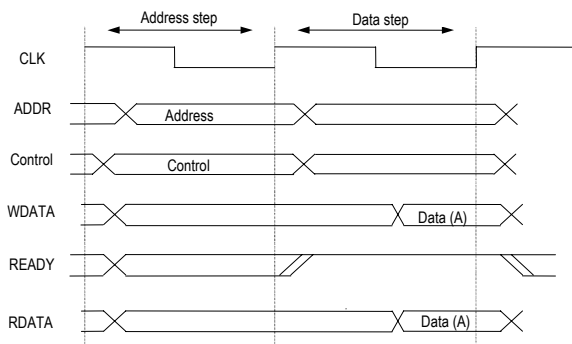 Address step Data step
CLK
ADDR Address
Control Control
WDATA Data (A)
READY
RDATA Data (A)